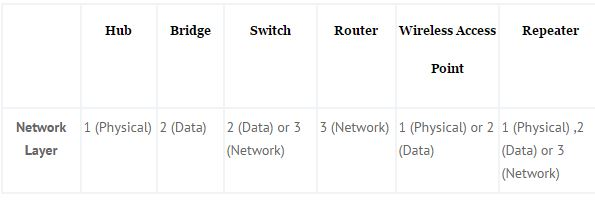 Hub Bridge Switch Router Wireless Access Point Repeater
Network Layer 1 (Physical) 2 (Data) 2 (Data) or 3 (Network) 3 (Network) 1 (Physical) or 2 (Data) 1 (Physical) ,2 (Data) or 3 (Network)